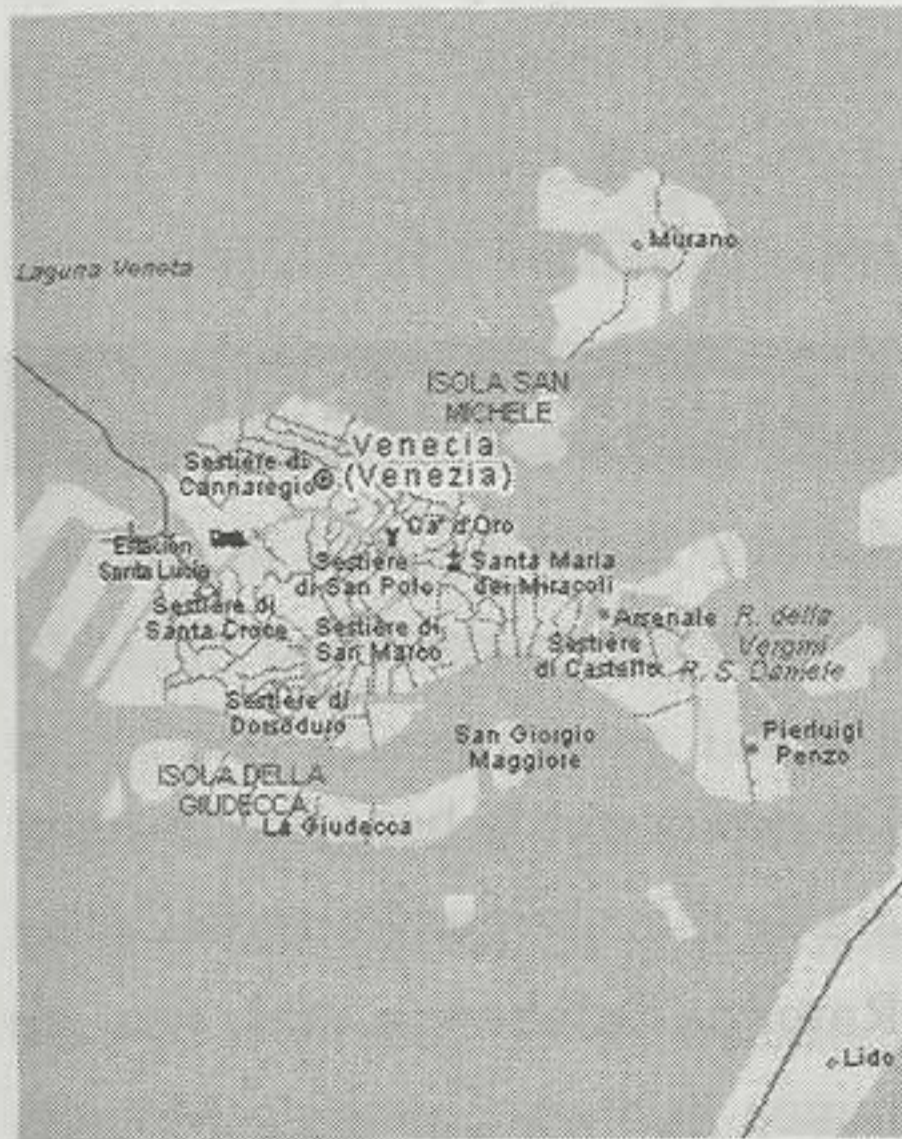 Murano
Laguna Veneta
ISOLA SAN
MICHELE
Venecia
(Venezia)
Sestiere di
Cannaregio
Ca' d'Oro
Estación
Santa Lucia
Sestiere
di San Polo
Santa Maria
dei Miracoli
Sestiere di
Santa Croce
Sestiere di
San Marco
Arsenale
R. della
Vergini
Sestiere
di Castello
R. S. Daniele
Sestiere di
Dorsoduro
San Giorgio
Maggiore
Pierluigi
Penzo
ISOLA DELLA
GIUDECCA
La Giudecca
Lido